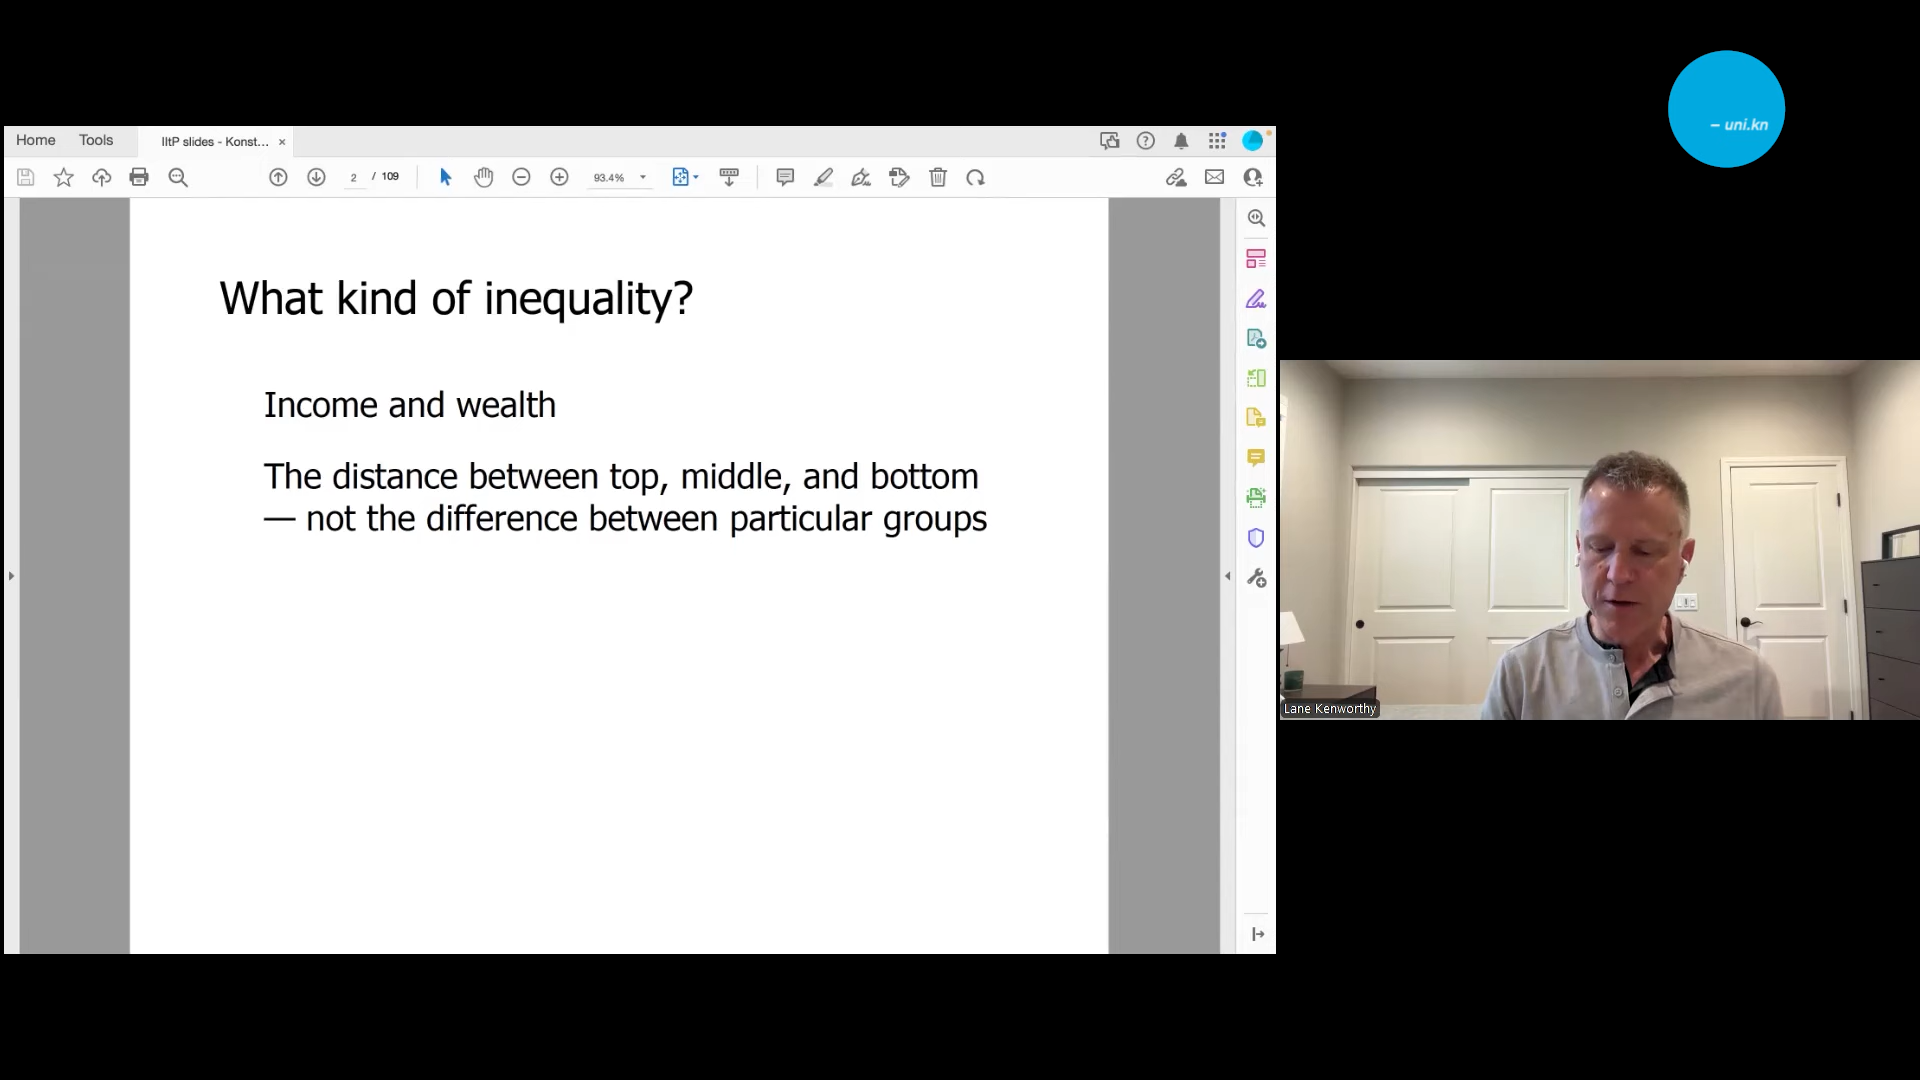 – uni.kn
Home Tools IItP slides - Konst... ×
2 / 109 93.4%
What kind of inequality?
Income and wealth
The distance between top, middle, and bottom
— not the difference between particular groups
Lane Kenworthy